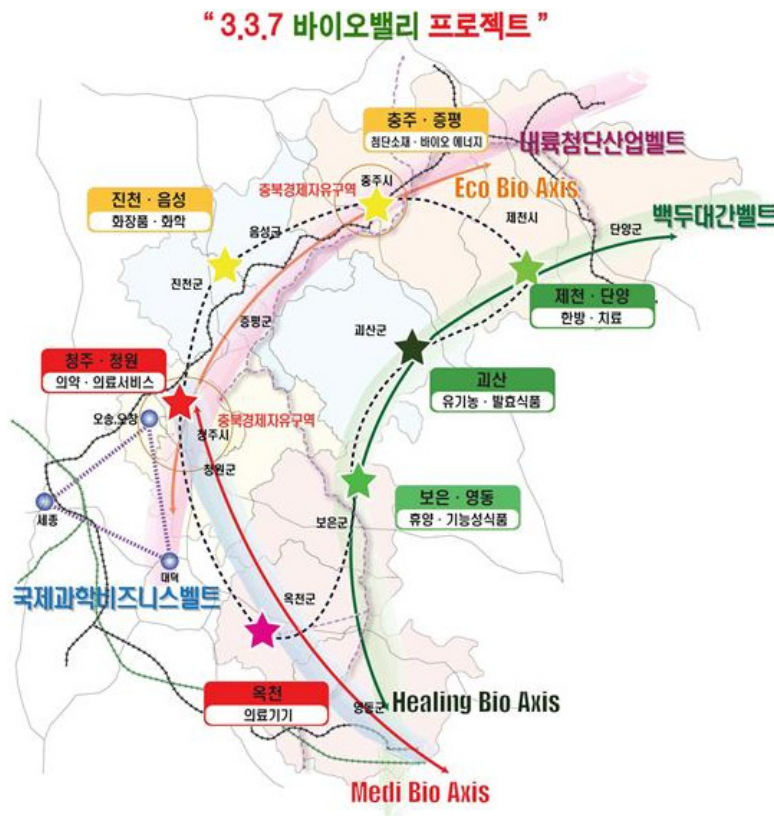 " 3.3.7 바이오밸리 프로젝트 "
충주 · 증평
첨단소재 · 바이오 에너지
내륙첨단산업벨트
충북경제자유구역
충주시
Eco Bio Axis
진천 · 음성
화장품 · 화학
음성군
제천시
단양군
백두대간벨트
진천군
제천 · 단양
한방 · 치료
증평군
괴산군
청주 · 청원
의약 · 의료서비스
괴산
유기농 · 발효식품
오송,오창
충북경제자유구역
청주시
청원군
보은 · 영동
휴양 · 기능성식품
세종
보은군
대덕
국제과학비즈니스벨트
옥천군
옥천
의료기기
영동군
Healing Bio Axis
Medi Bio Axis